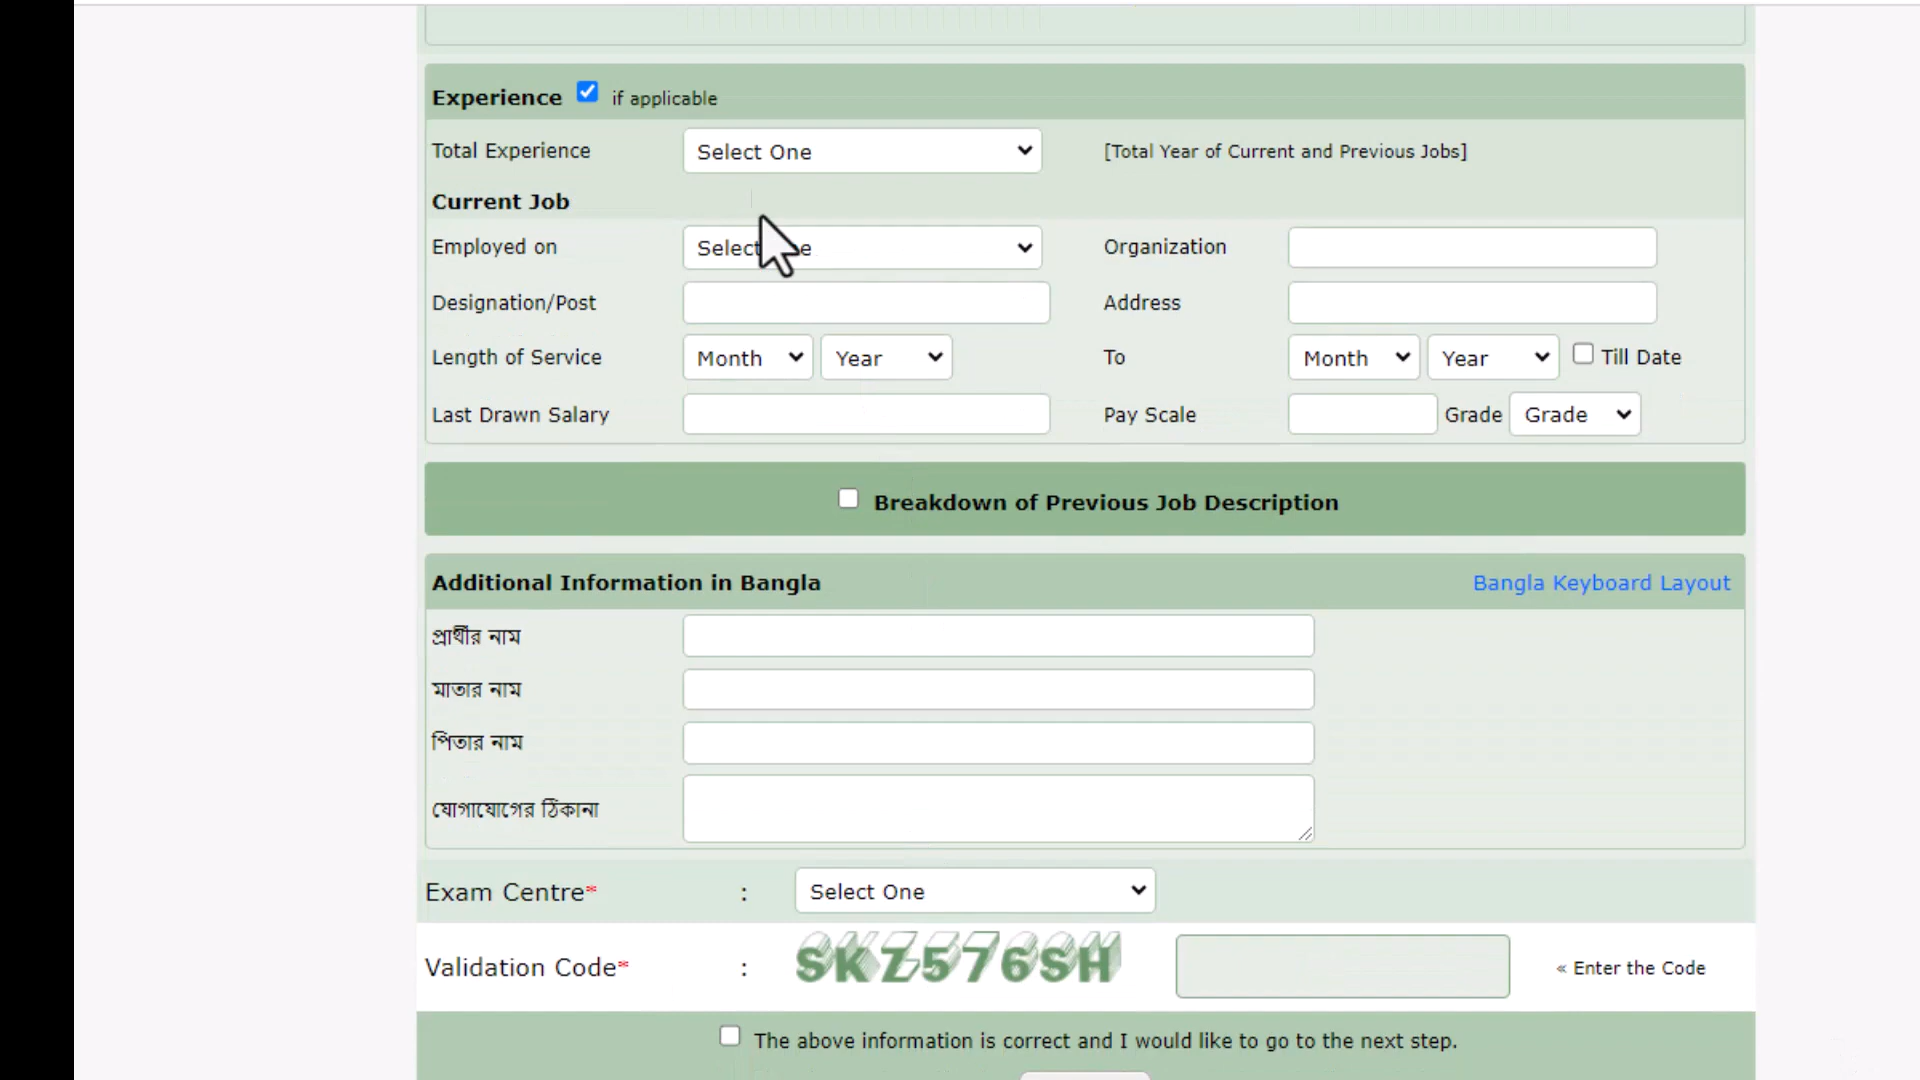 Experience if applicable
Total Experience Select One [Total Year of Current and Previous Jobs]
Current Job
Employed on Select Organization
Designation/Post Address
Length of Service Month Year To Month Year Till Date
Last Drawn Salary Pay Scale Grade Grade
Breakdown of Previous Job Description
Additional Information in Bangla Bangla Keyboard Layout
প্রার্থীর নাম
মাতার নাম
পিতার নাম
যোগাযোগের ঠিকানা
Exam Centre* : Select One
Validation Code* : SKZ576SH « Enter the Code
The above information is correct and I would like to go to the next step.